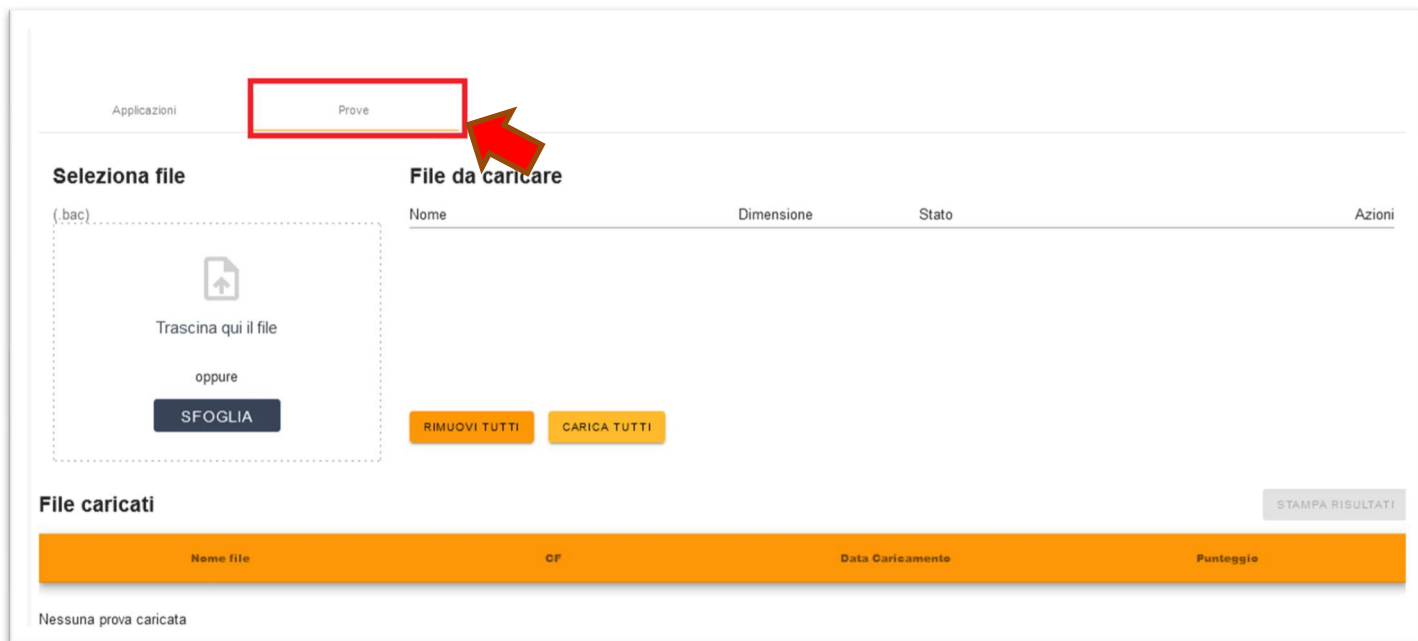 Applicazioni Prove
Seleziona file
(.bac)
Trascina qui il file
oppure
SFOGLIA
File da caricare
Nome Dimensione Stato Azioni
RIMUOVI TUTTI CARICA TUTTI
File caricati
STAMPA RISULTATI
Nome file CF Data Caricamento Punteggio
Nessuna prova caricata